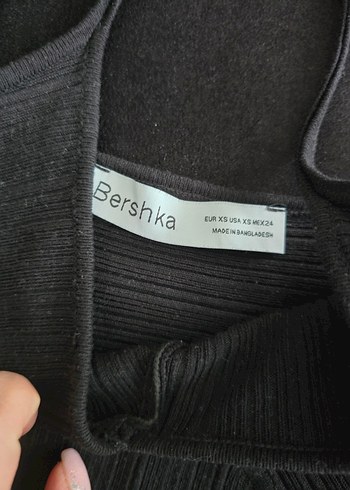 Bershka
EUR XS USA XS MEX 24
MADE IN BANGLADESH